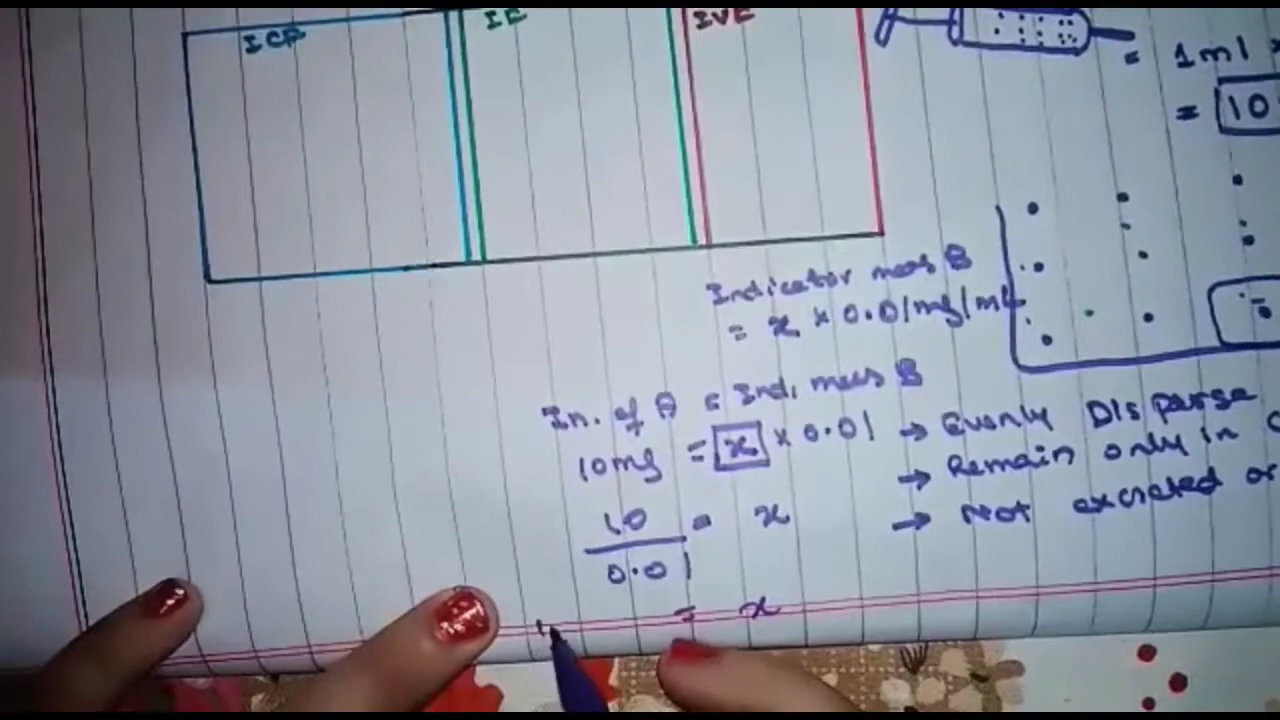 ICF
IF
IVF
= 1ml
= 10
Indicator mass B
= x × 0.01mg/mL
In. of A = Ind. mass B
10mg = x × 0.01
10 = x
0.01
= x
→ Evenly Disparse
→ Remain only in
→ Not excreted or